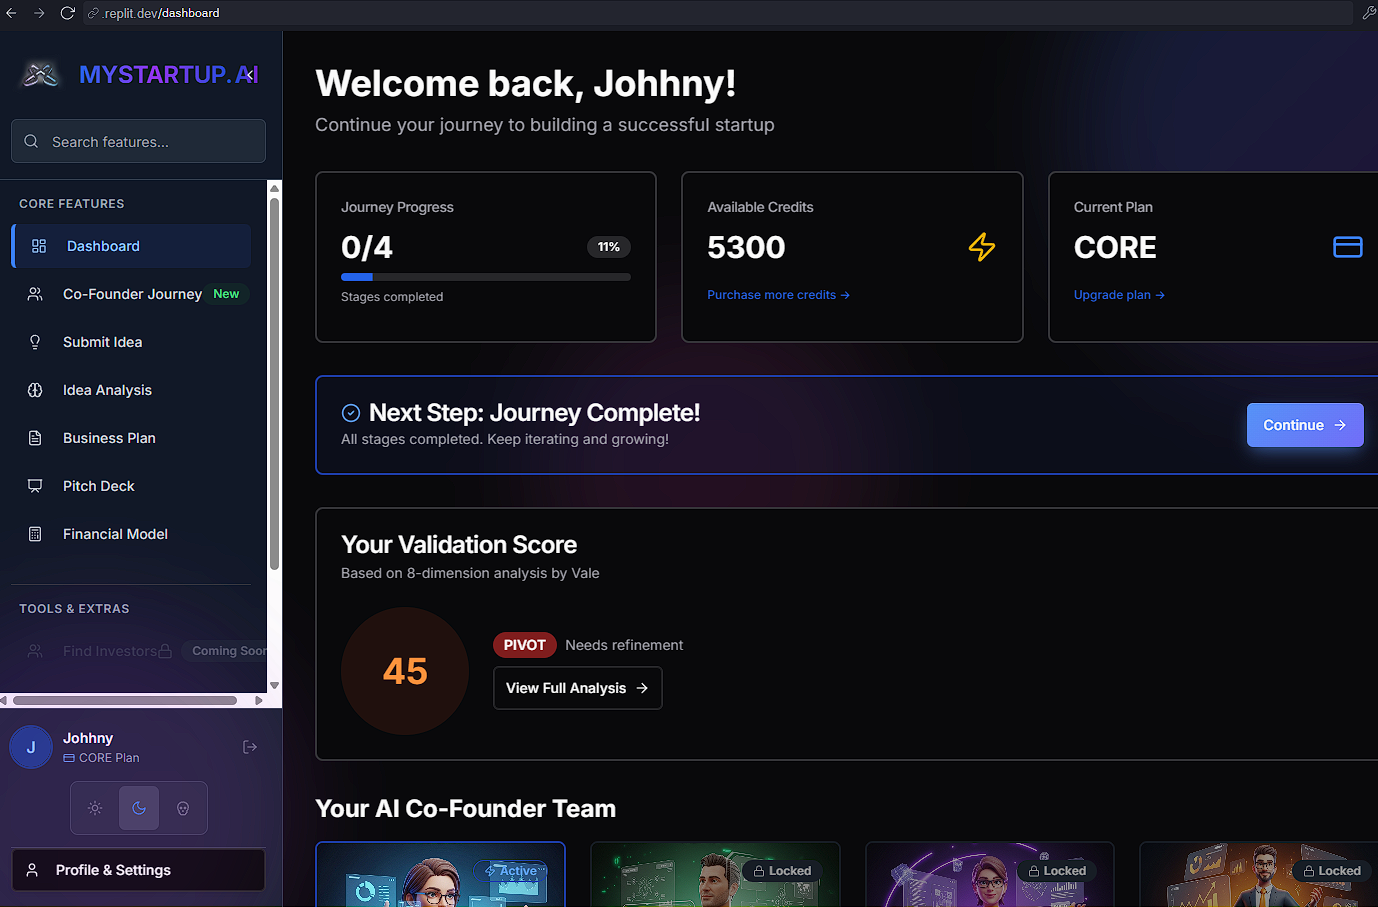 .replit.dev/dashboard
MYSTARTUP.AI
Search features...
CORE FEATURES
Dashboard
Co-Founder Journey New
Submit Idea
Idea Analysis
Business Plan
Pitch Deck
Financial Model
TOOLS & EXTRAS
Find Investors Coming Soon
J
Johhny
CORE Plan
Profile & Settings
Welcome back, Johhny!
Continue your journey to building a successful startup
Journey Progress
0/4 11%
Stages completed
Available Credits
5300
Purchase more credits →
Current Plan
CORE
Upgrade plan →
Next Step: Journey Complete!
All stages completed. Keep iterating and growing!
Continue →
Your Validation Score
Based on 8-dimension analysis by Vale
45
PIVOT Needs refinement
View Full Analysis →
Your AI Co-Founder Team
Active
Locked
Locked
Locked